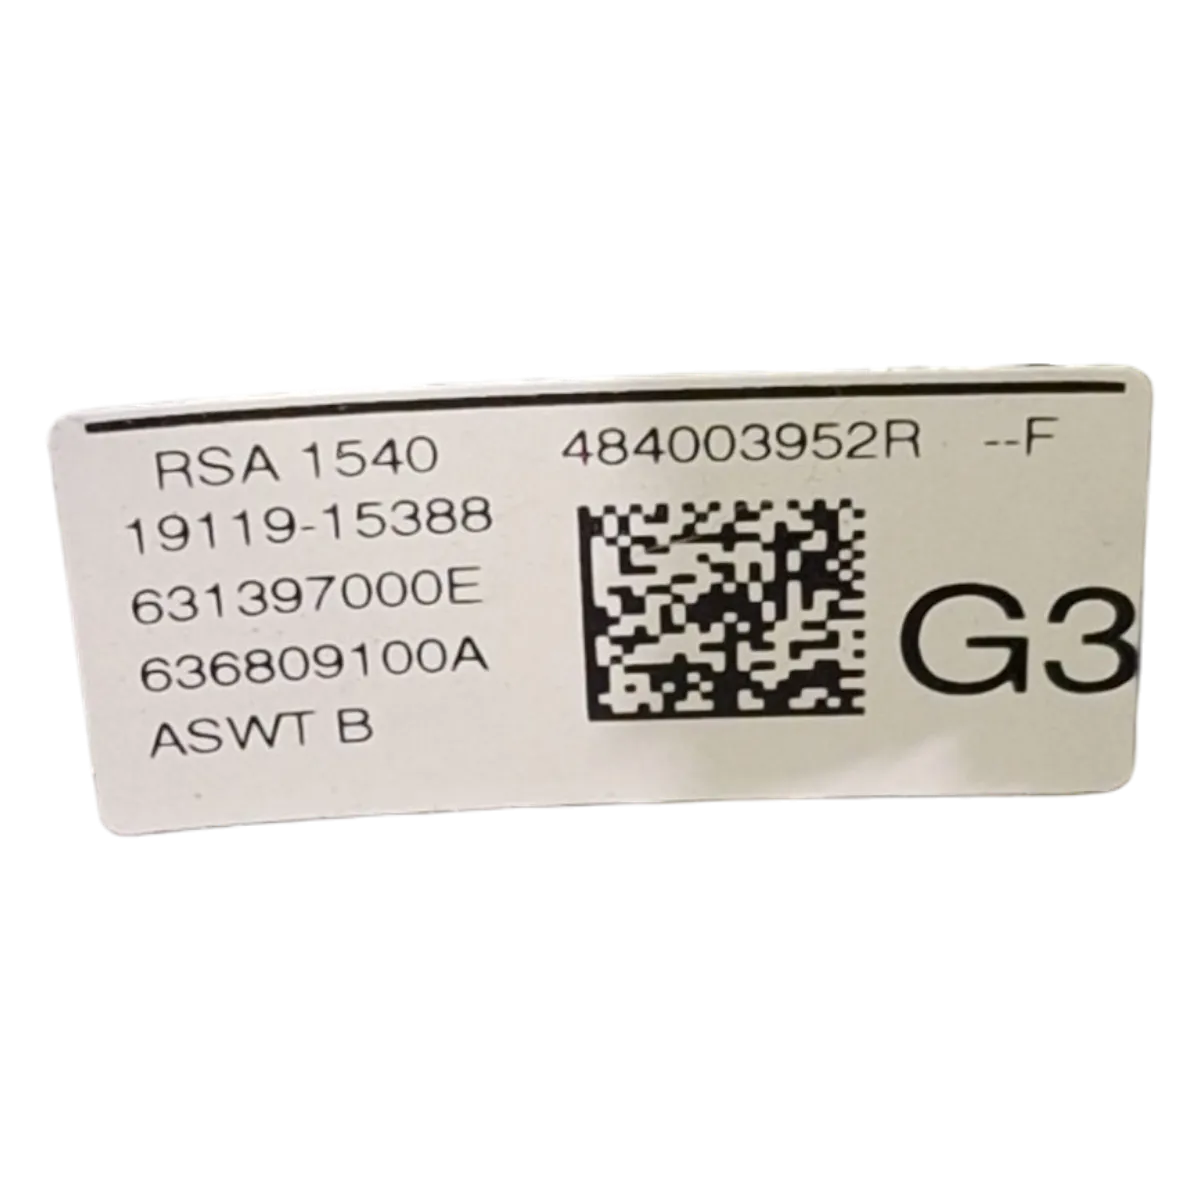 RSA 1540 484003952R --F
19119-15388
631397000E
636809100A
ASWT B
G3